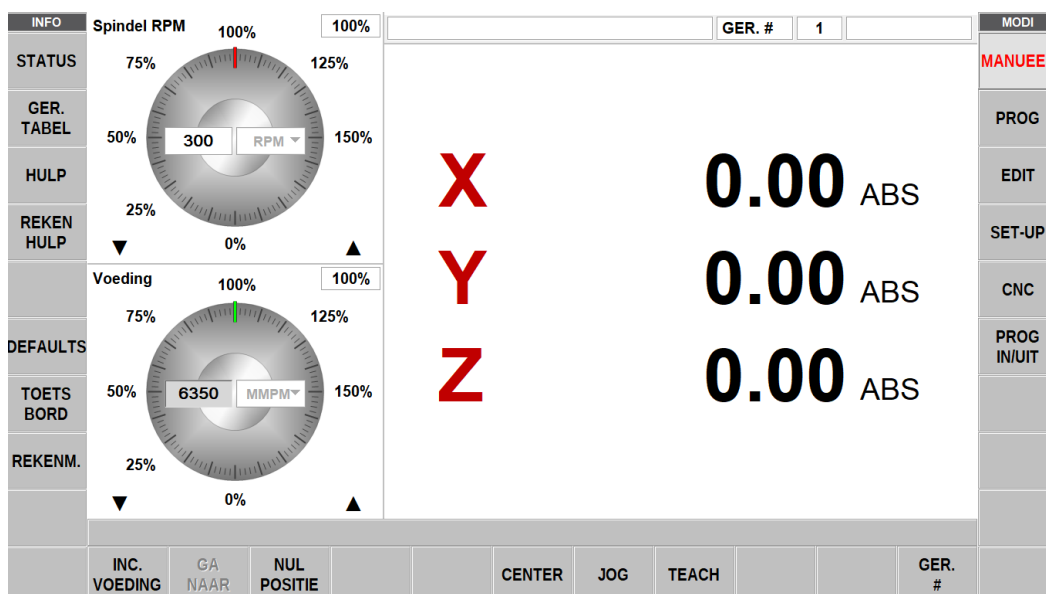 INFO
STATUS
GER.
TABEL
HULP
REKEN
HULP
DEFAULTS
TOETS
BORD
REKENM.
Spindel RPM
100%
100%
75%
125%
50%
300
RPM
150%
25%
0%
▼
▲
Voeding
100%
100%
75%
125%
50%
6350
MMPM
150%
25%
0%
▼
▲
GER. #
1
X 0.00 ABS
Y 0.00 ABS
Z 0.00 ABS
MODI
MANUEE
PROG
EDIT
SET-UP
CNC
PROG
IN/UIT
INC.
VOEDING
GA
NAAR
NUL
POSITIE
CENTER
JOG
TEACH
GER.
#